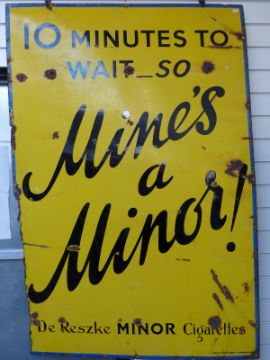 10 MINUTES TO
WAIT_SO
Mine's
a
Minor!
De Reszke MINOR Cigarettes